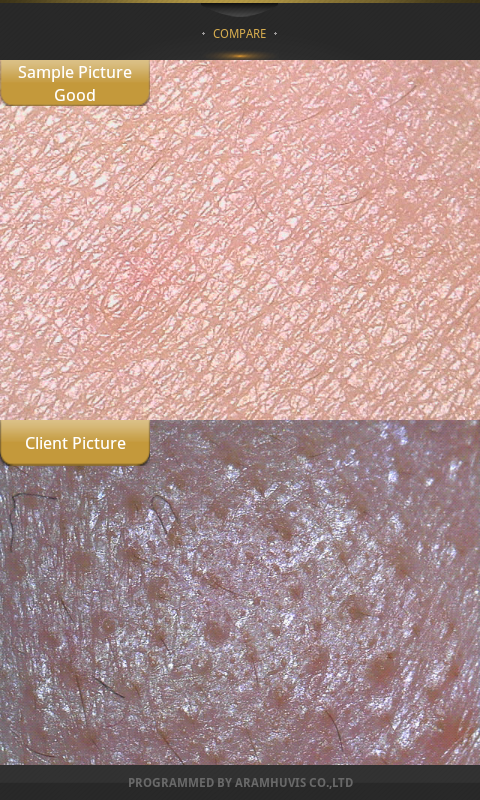 • COMPARE •
Sample Picture
Good
Client Picture
PROGRAMMED BY ARAMHUVIS CO.,LTD